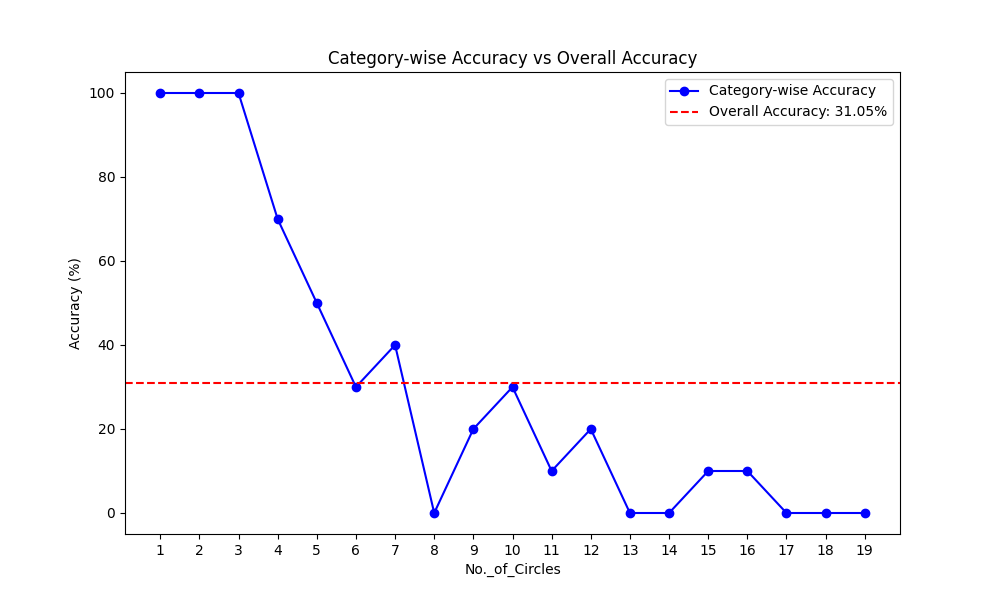 Category-wise Accuracy vs Overall Accuracy
Category-wise Accuracy
Overall Accuracy: 31.05%
100
80
60
40
20
0
Accuracy (%)
1 2 3 4 5 6 7 8 9 10 11 12 13 14 15 16 17 18 19
No._of_Circles